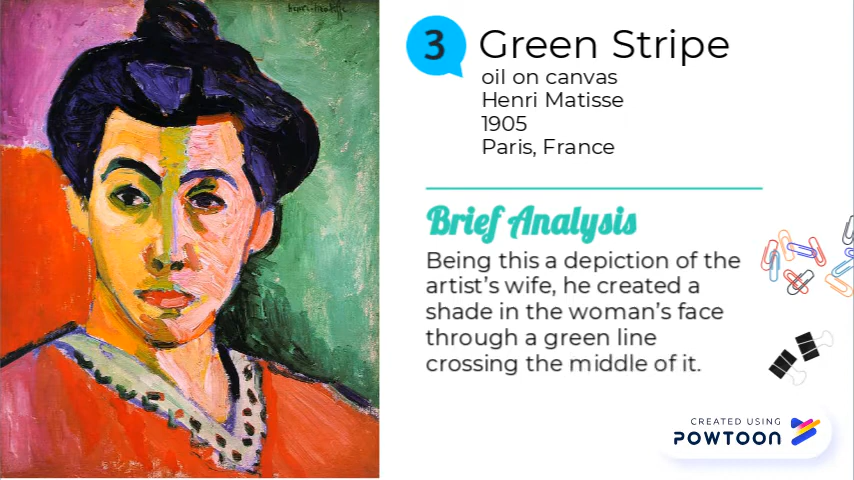 3
Green Stripe
oil on canvas
Henri Matisse
1905
Paris, France
Brief Analysis
Being this a depiction of the
artist's wife, he created a
shade in the woman's face
through a green line
crossing the middle of it.
CREATED USING
POWTOON